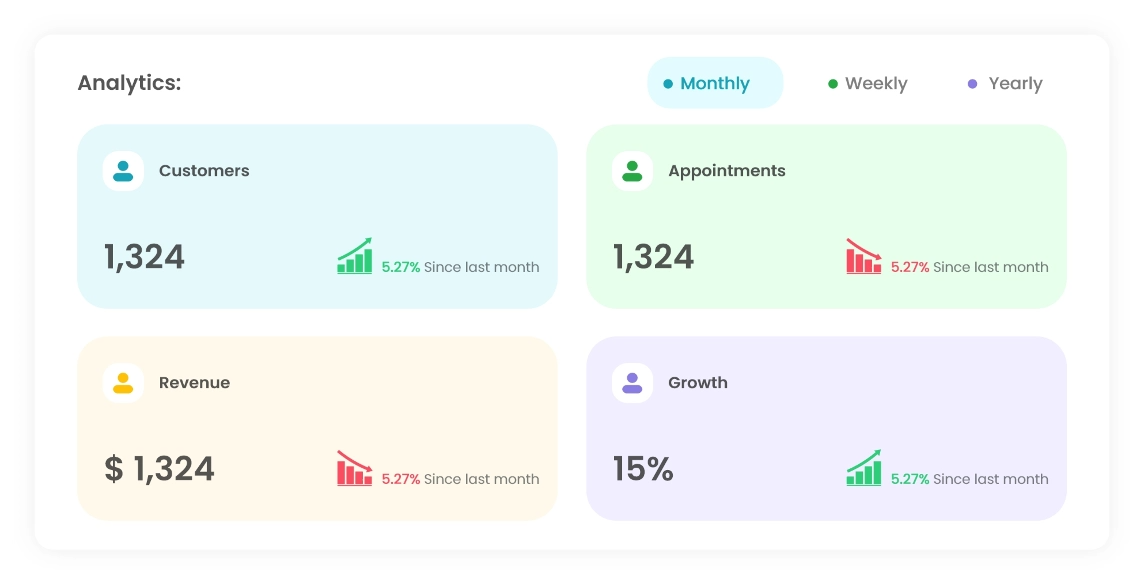 Analytics:
Monthly
Weekly
Yearly
Customers
1,324
5.27% Since last month
Appointments
1,324
5.27% Since last month
Revenue
$ 1,324
5.27% Since last month
Growth
15%
5.27% Since last month